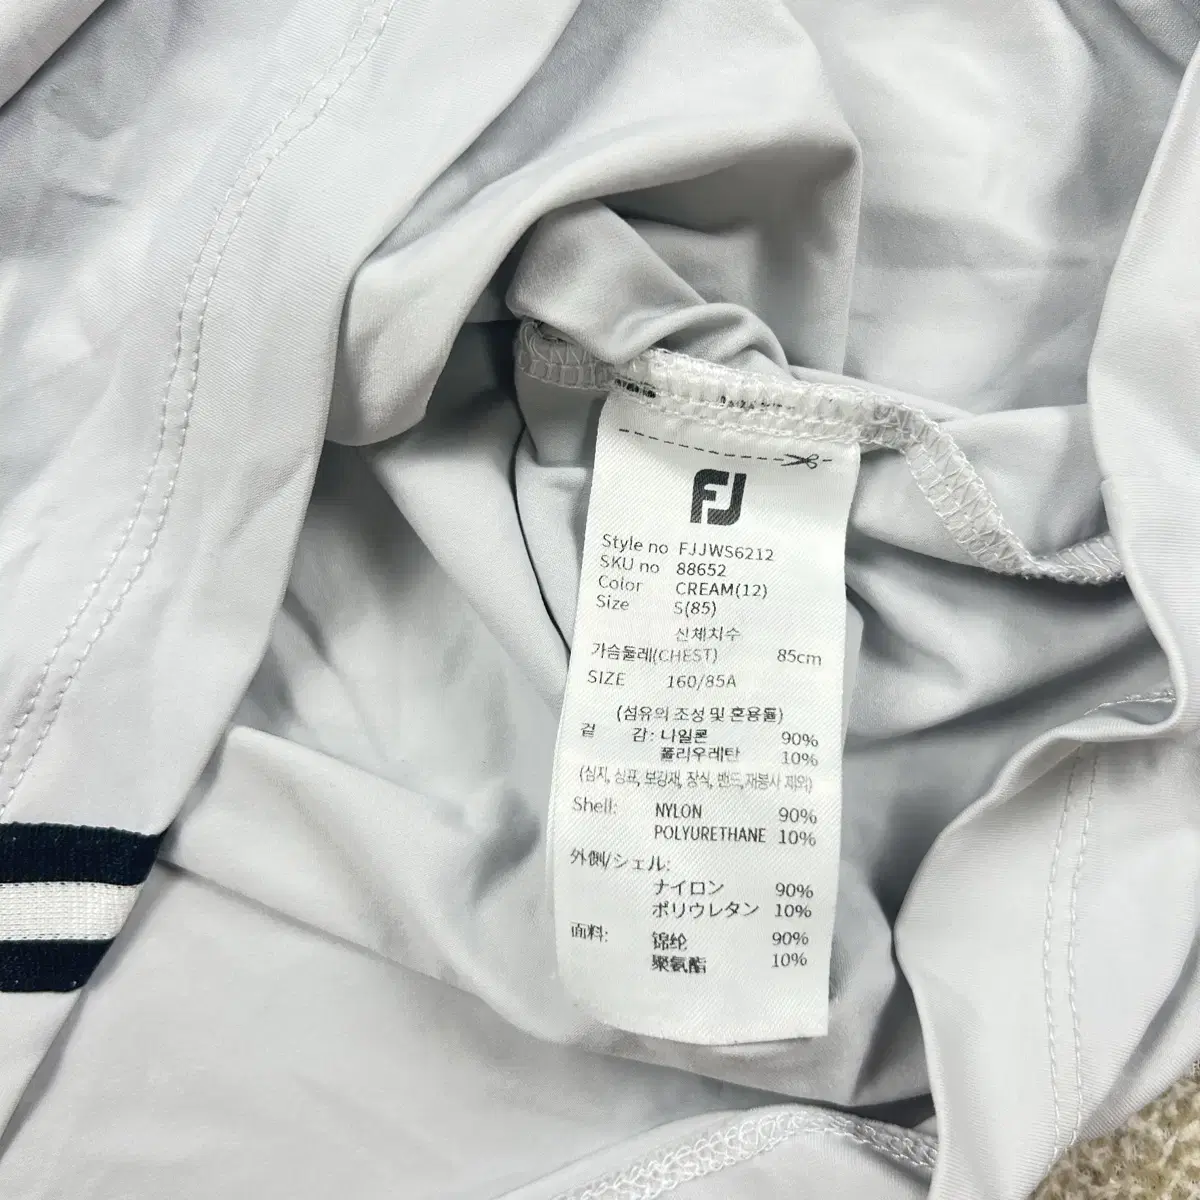 FJ
Style no FJJWS6212
SKU no 88652
Color CREAM(12)
Size S(85)
신체치수
가슴둘레(CHEST) 85cm
SIZE 160/85A
(섬유의 조성 및 혼용률)
겉 감: 나일론 90%
폴리우레탄 10%
(심지, 상표, 보강재, 장식, 밴드,재봉사 제외)
Shell: NYLON 90%
POLYURETHANE 10%
外側/シェル:
ナイロン 90%
ポリウレタン 10%
面料: 锦纶 90%
聚氨酯 10%